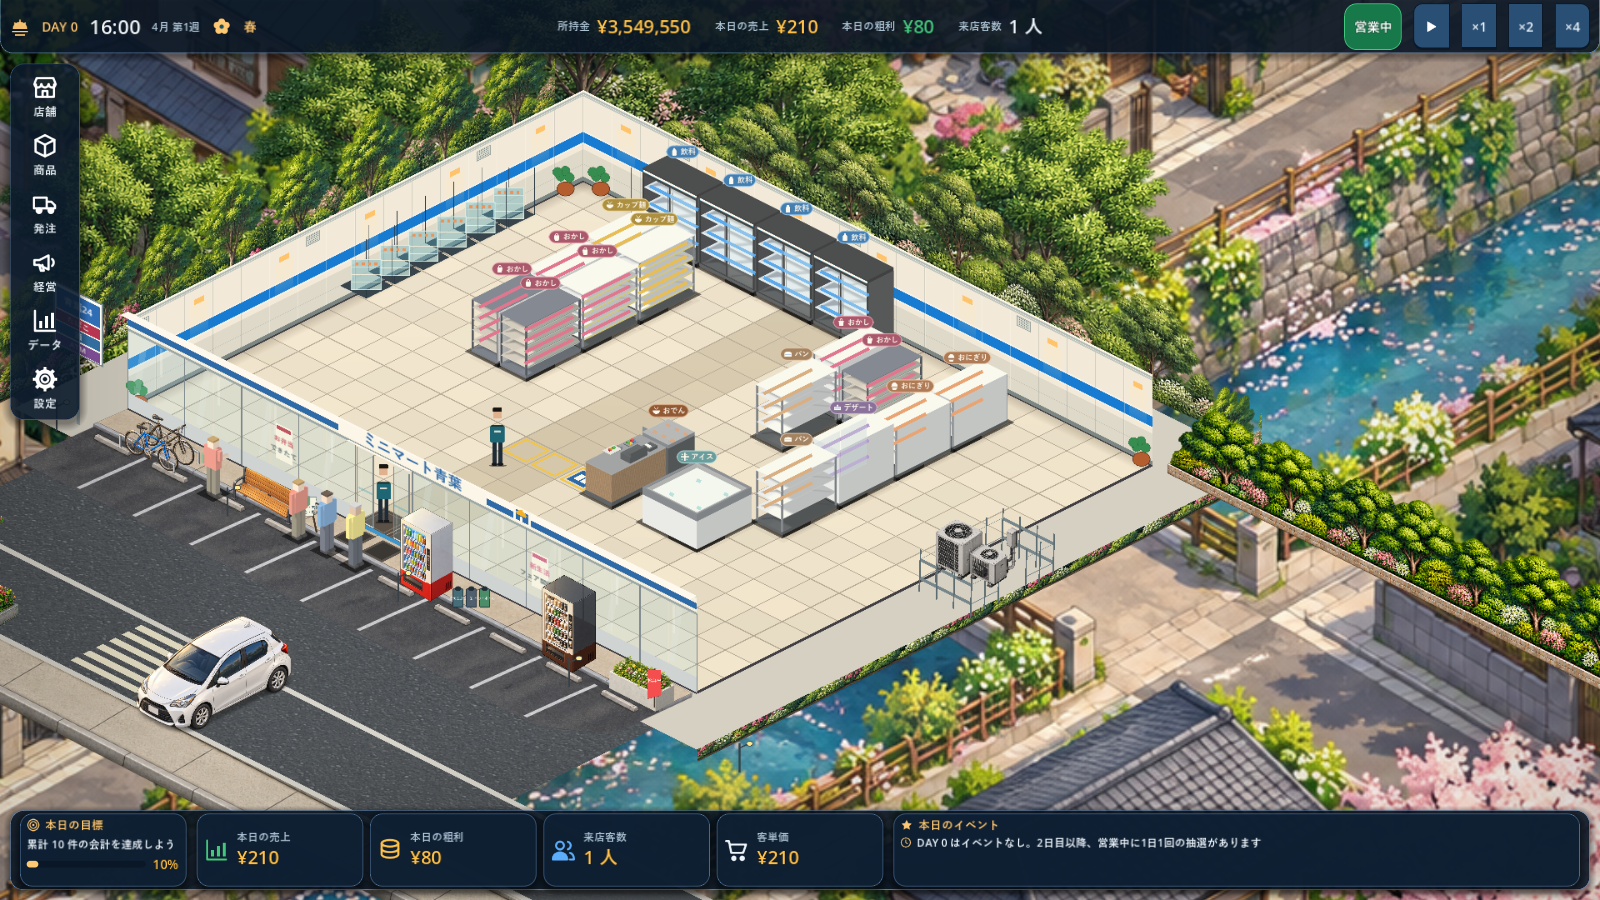 DAY 0 16:00 4月 第1週 春
所持金 ¥3,549,550 本日の売上 ¥210 本日の粗利 ¥80 来店客数 1 人
営業中 ×1 ×2 ×4
店舗
商品
発注
経営
データ
設定
24
飲料
飲料
飲料
飲料
カップ麺
カップ麺
おかし
おかし
おかし
おかし
おかし
おかし
パン
おにぎり
おにぎり
デザート
パン
おでん
アイス
ミニマート青葉
本日の目標
累計 10 件の会計を達成しよう
10%
本日の売上
¥210
本日の粗利
¥80
来店客数
1 人
客単価
¥210
本日のイベント
DAY 0 はイベントなし。2日目以降、営業中に1日1回の抽選があります